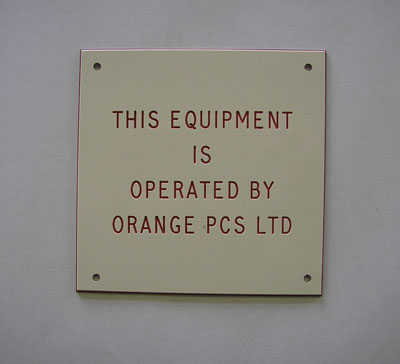 THIS EQUIPMENT
IS
OPERATED BY
ORANGE PCS LTD